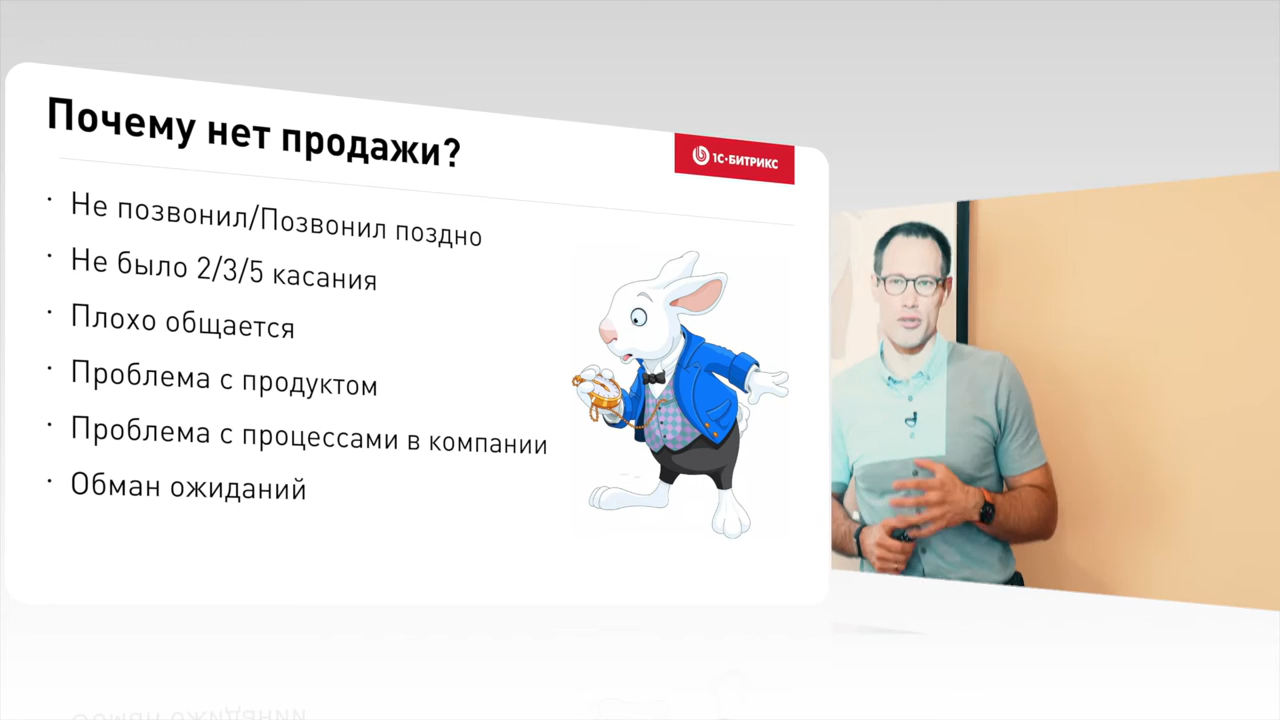 Почему нет продажи?
1С·БИТРИКС
· Не позвонил/Позвонил поздно
· Не было 2/3/5 касания
· Плохо общается
· Проблема с продуктом
· Проблема с процессами в компании
· Обман ожиданий